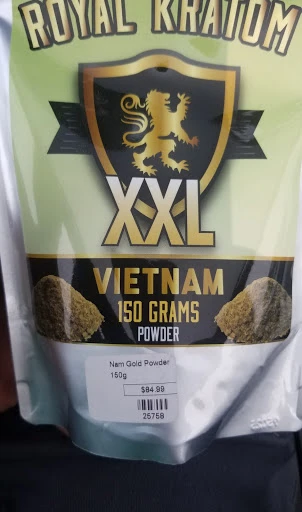 ROYAL KRATOM
XXL
VIETNAM
150 GRAMS
POWDER
Nam Gold Powder
150g
$84.99
25758